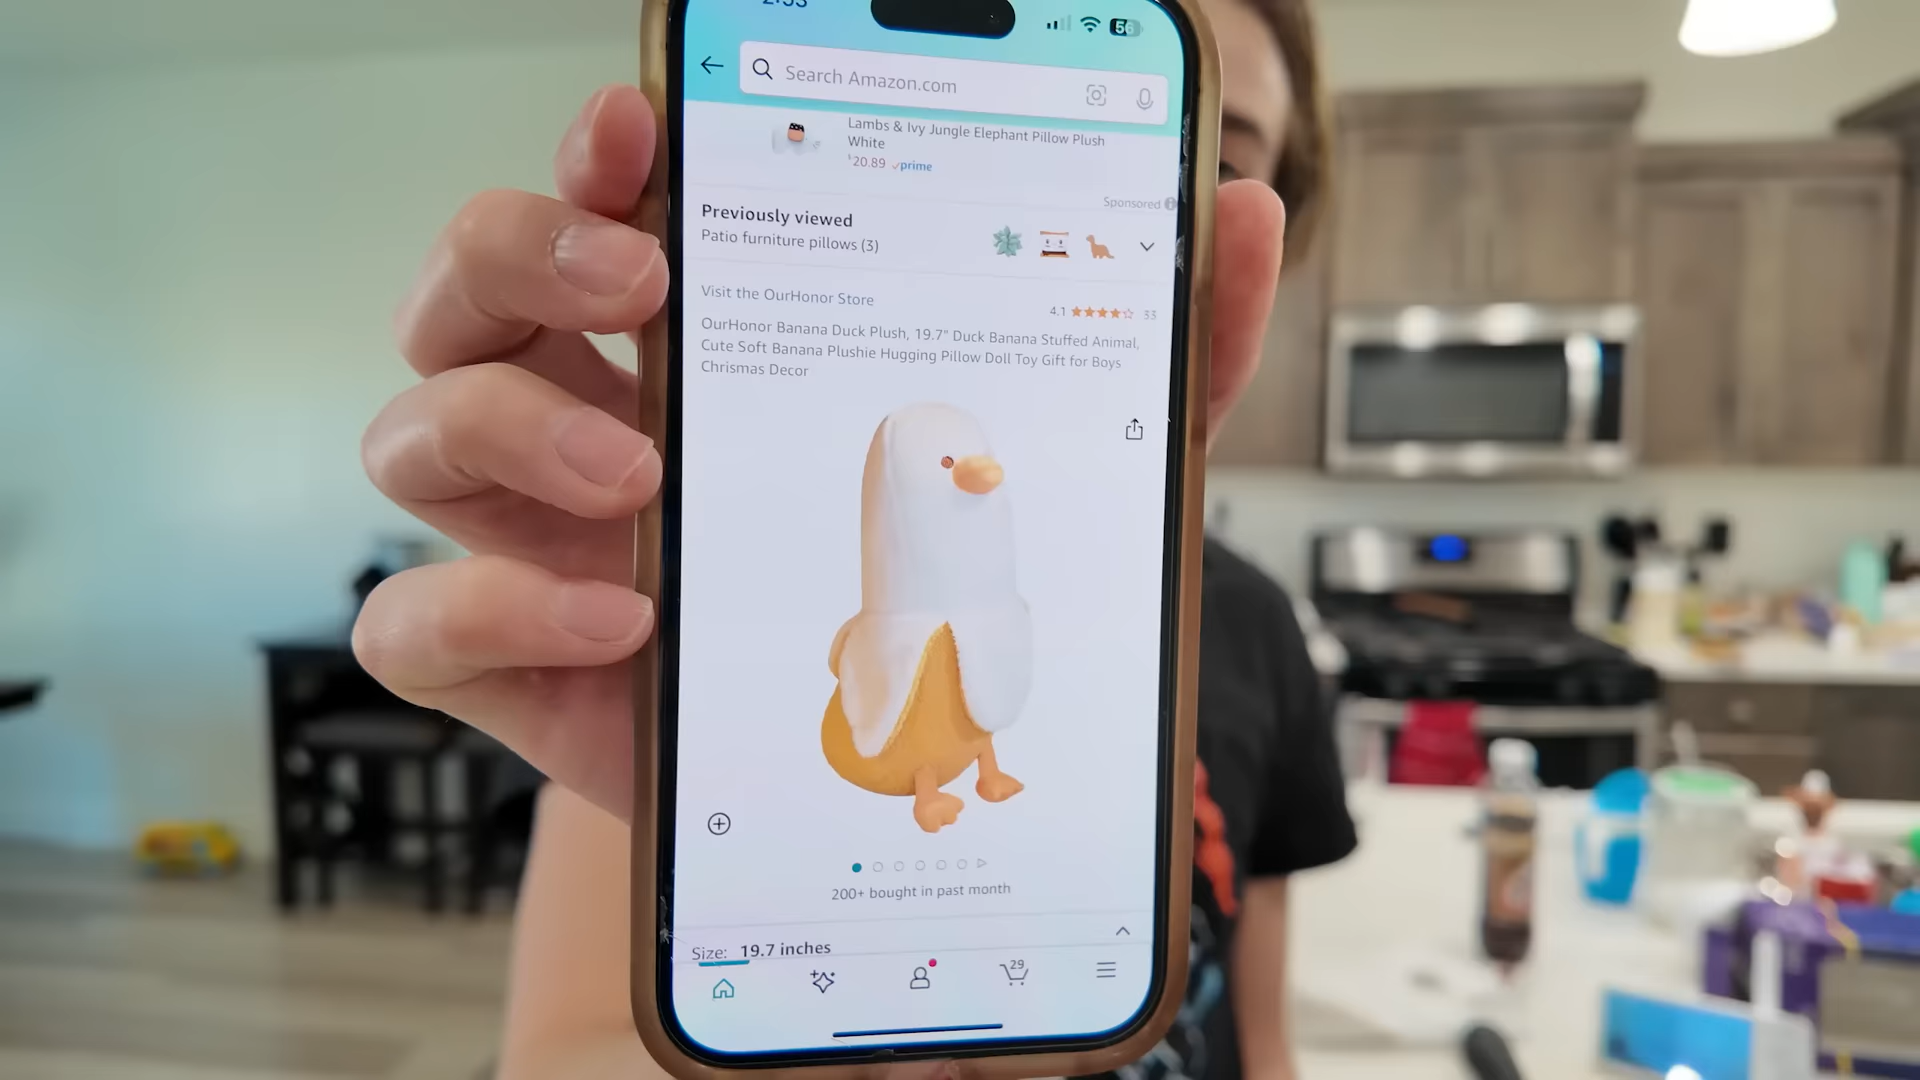 56
Search Amazon.com
Lambs & Ivy Jungle Elephant Pillow Plush
White
$20.89 prime
Sponsored
Previously viewed
Patio furniture pillows (3)
Visit the OurHonor Store
4.1 33
OurHonor Banana Duck Plush, 19.7" Duck Banana Stuffed Animal,
Cute Soft Banana Plushie Hugging Pillow Doll Toy Gift for Boys
Chrismas Decor
200+ bought in past month
Size: 19.7 inches
29